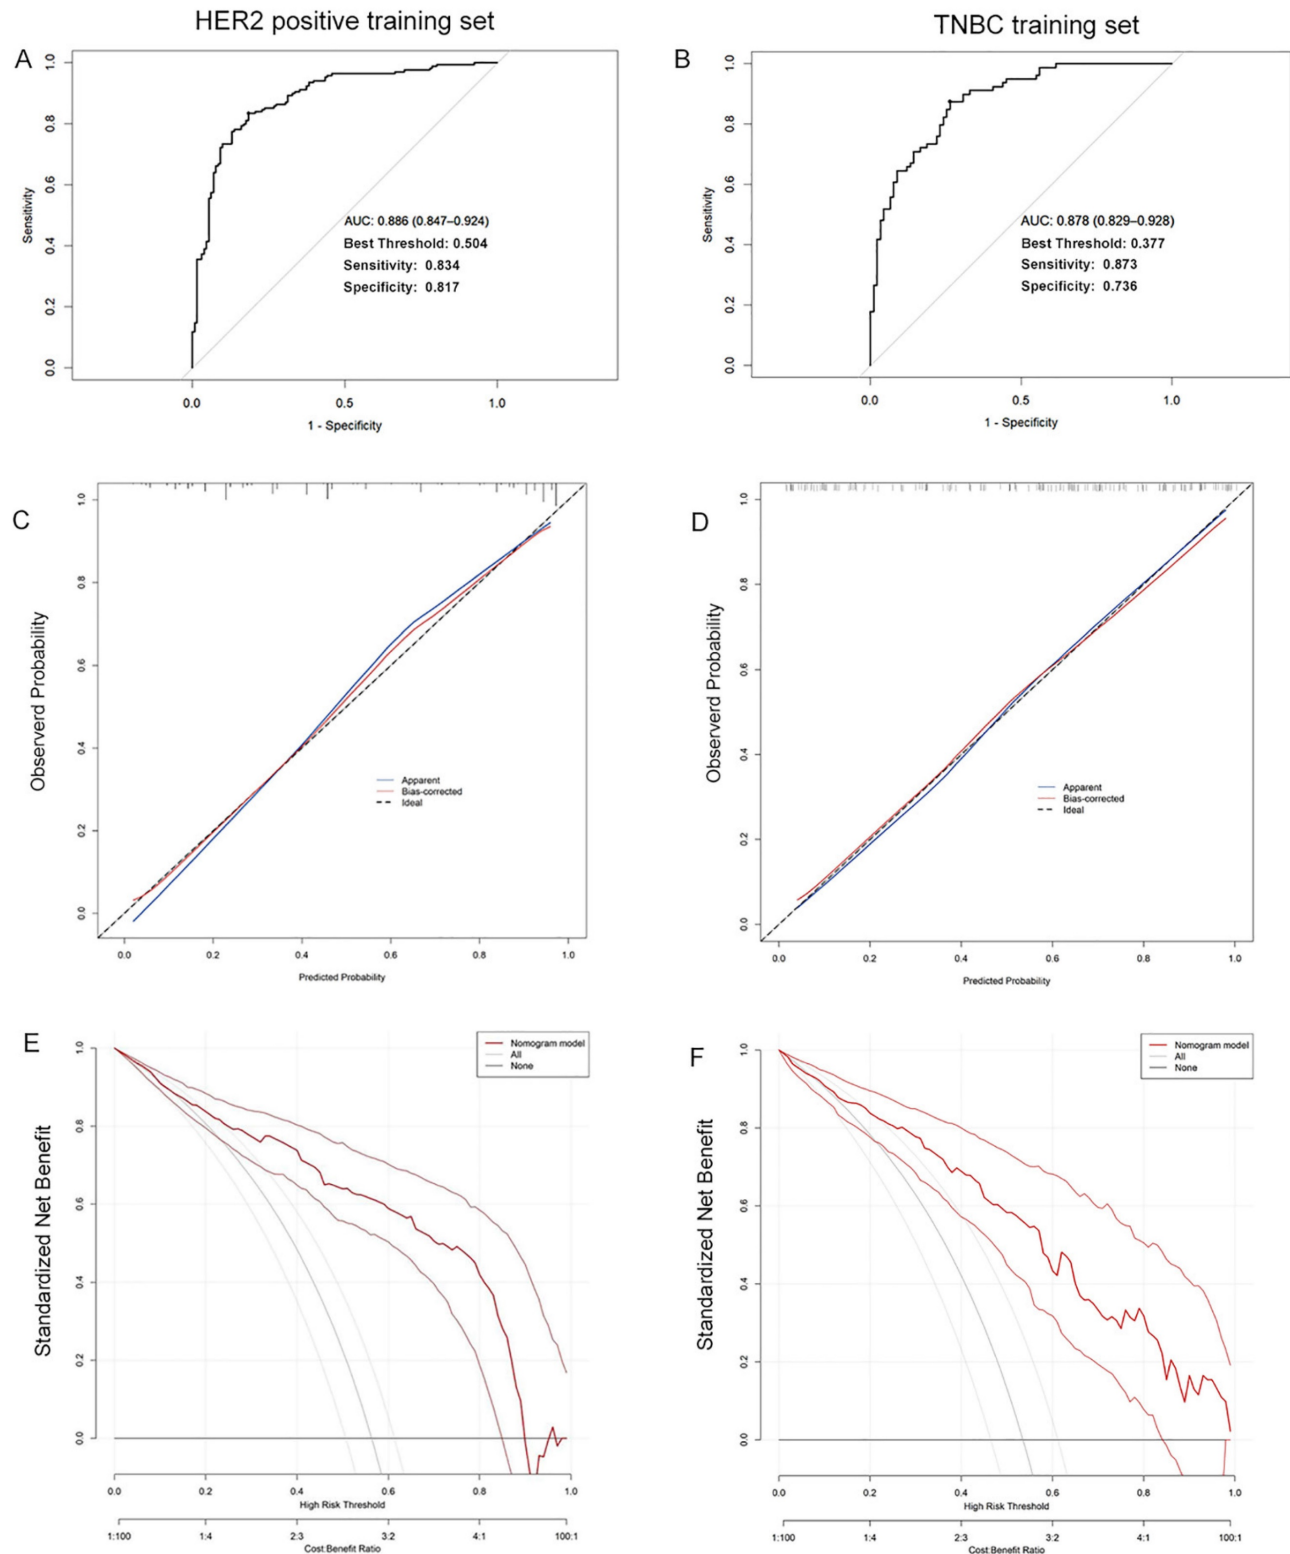 HER2 positive training set
TNBC training set
A
1.0
0.8
0.6
0.4
0.2
0.0
Sensitivity
AUC: 0.886 (0.847–0.924)
Best Threshold: 0.504
Sensitivity: 0.834
Specificity: 0.817
0.0 0.5 1.0
1 - Specificity
B
1.0
0.8
0.6
0.4
0.2
0.0
Sensitivity
AUC: 0.878 (0.829–0.928)
Best Threshold: 0.377
Sensitivity: 0.873
Specificity: 0.736
0.0 0.5 1.0
1 - Specificity
C
1.0
0.8
0.6
0.4
0.2
0.0
Observerd Probability
Apparent
Bias-corrected
Ideal
0.0 0.2 0.4 0.6 0.8 1.0
Predicted Probability
D
1.0
0.8
0.6
0.4
0.2
0.0
Observerd Probability
Apparent
Bias-corrected
Ideal
0.0 0.2 0.4 0.6 0.8 1.0
Predicted Probability
E
1.0
0.8
0.6
0.4
0.2
0.0
Standardized Net Benefit
Nomogram model
All
None
0.0 0.2 0.4 0.6 0.8 1.0
High Risk Threshold
1:100 1:4 2:3 3:2 4:1 100:1
Cost:Benefit Ratio
F
1.0
0.8
0.6
0.4
0.2
0.0
Standardized Net Benefit
Nomogram model
All
None
0.0 0.2 0.4 0.6 0.8 1.0
High Risk Threshold
1:100 1:4 2:3 3:2 4:1 100:1
Cost:Benefit Ratio